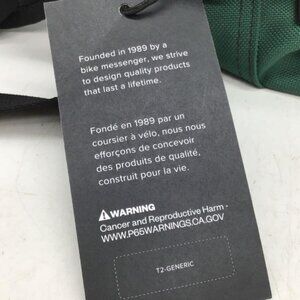 Founded in 1989 by a
bike messenger, we strive
to design quality products
that last a lifetime.
Fondé en 1989 par un
coursier à vélo, nous nous
efforçons de concevoir
des produits de qualité,
construit pour la vie.
WARNING
Cancer and Reproductive Harm -
WWW.P65WARNINGS.CA.GOV
T2-GENERIC